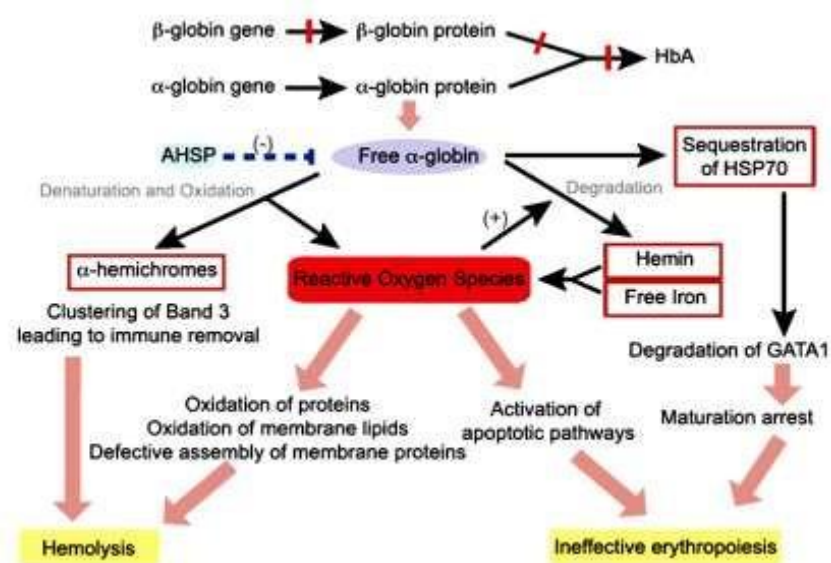 β-globin gene
β-globin protein
HbA
α-globin gene
α-globin protein
AHSP
(-)
Free α-globin
Sequestration
of HSP70
Denaturation and Oxidation
Degradation
(+)
α-hemichromes
Reactive Oxygen Species
Hemin
Free Iron
Clustering of Band 3
leading to immune removal
Degradation of GATA1
Oxidation of proteins
Oxidation of membrane lipids
Defective assembly of membrane proteins
Activation of
apoptotic pathways
Maturation arrest
Hemolysis
Ineffective erythropoiesis